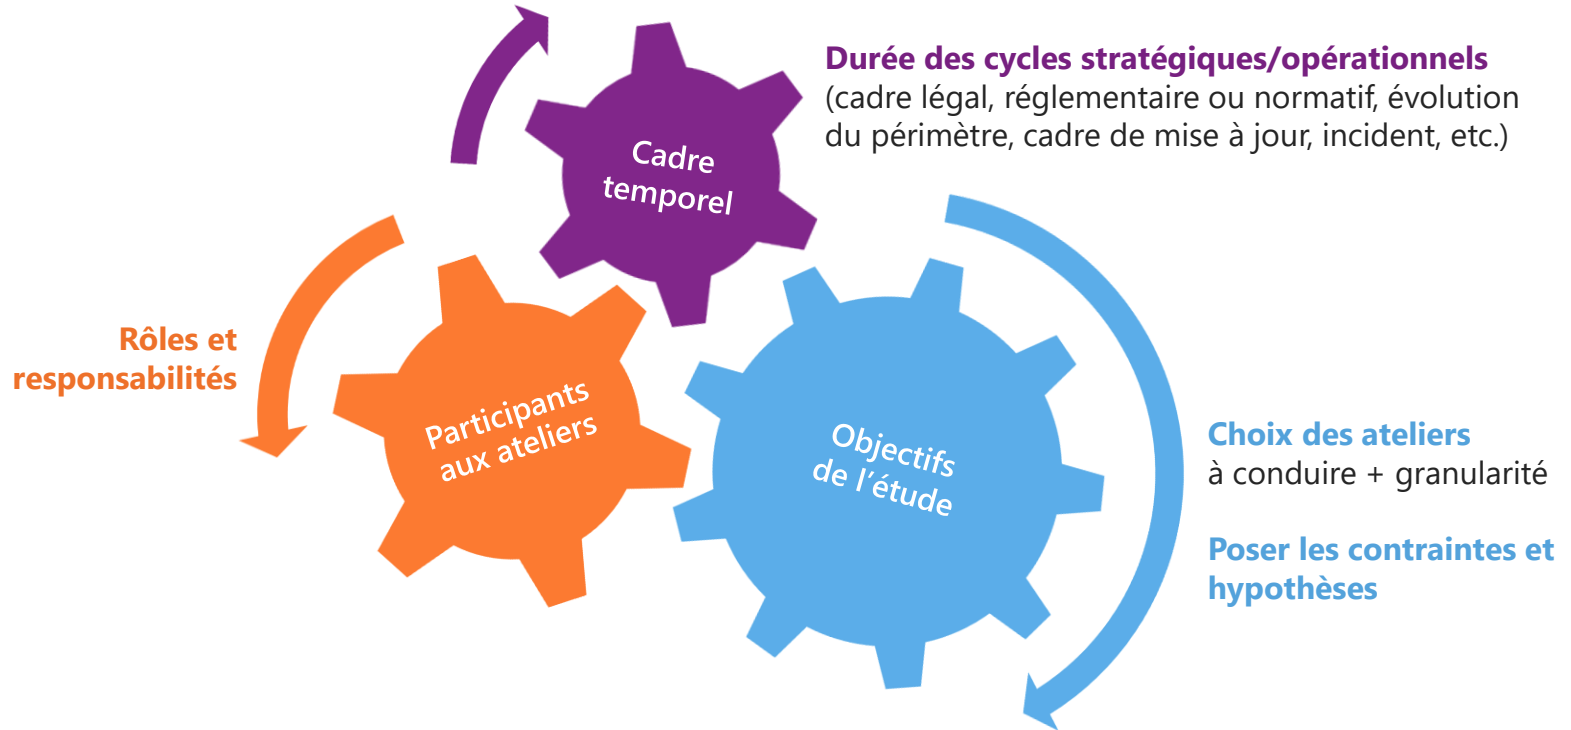 Durée des cycles stratégiques/opérationnels
(cadre légal, réglementaire ou normatif, évolution
du périmètre, cadre de mise à jour, incident, etc.)
Cadre
temporel
Rôles et
responsabilités
Participants
aux ateliers
Objectifs
de l’étude
Choix des ateliers
à conduire + granularité
Poser les contraintes et
hypothèses